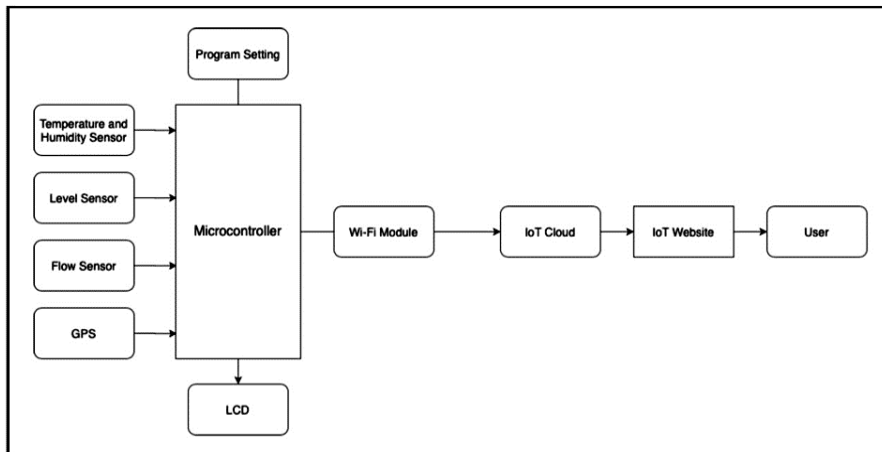 Program Setting
Temperature and
Humidity Sensor
Level Sensor
Flow Sensor
GPS
Microcontroller
LCD
Wi-Fi Module
IoT Cloud
IoT Website
User